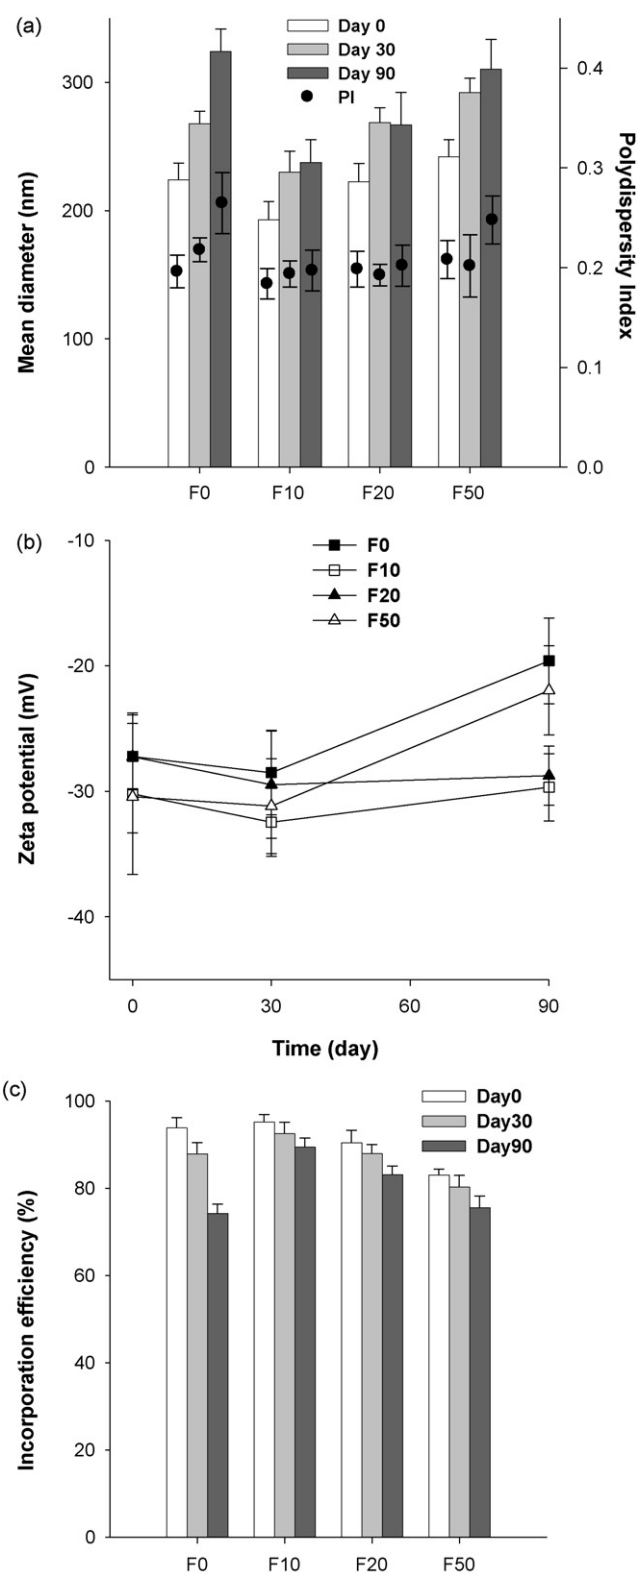 (a)
Day 0
Day 30
Day 90
PI
Mean diameter (nm)
Polydispersity Index
300
200
100
0
0.4
0.3
0.2
0.1
0.0
F0 F10 F20 F50
(b)
F0
F10
F20
F50
Zeta potential (mV)
-10
-20
-30
-40
0 30 60 90
Time (day)
(c)
Day0
Day30
Day90
Incorporation efficiency (%)
100
80
60
40
20
0
F0 F10 F20 F50